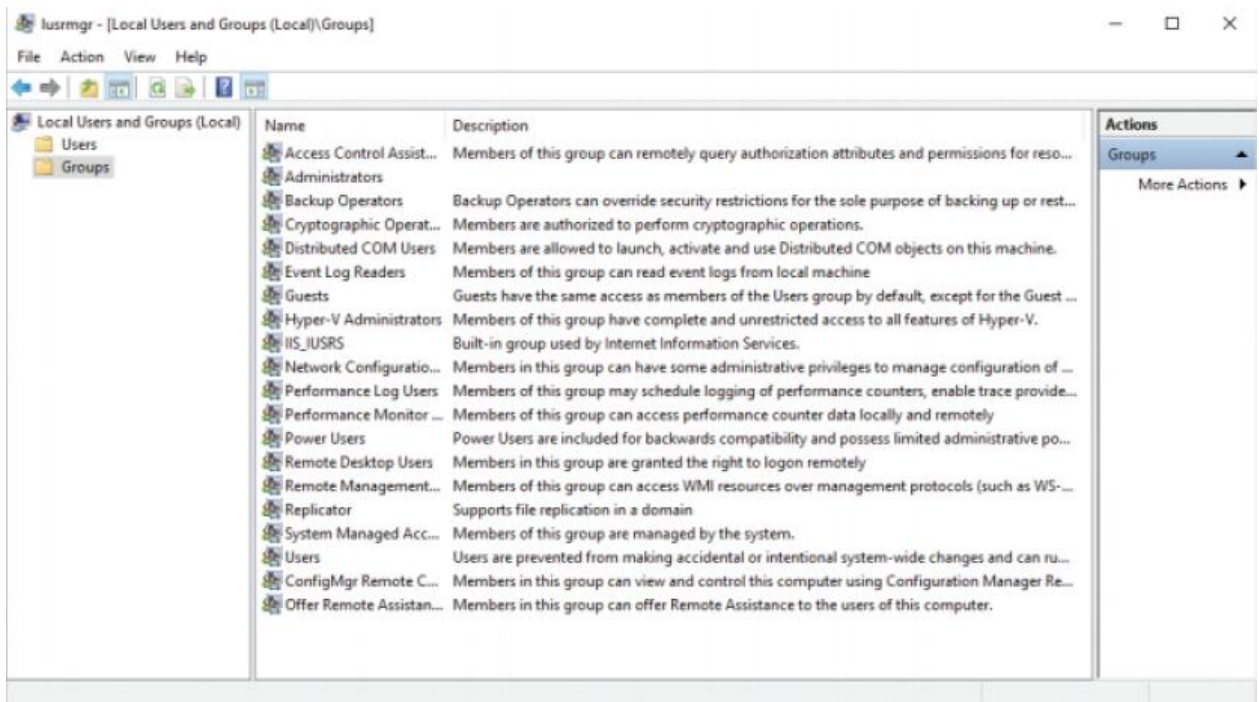 lusrmgr - [Local Users and Groups (Local)\Groups]
File Action View Help
Local Users and Groups (Local)
Users
Groups
Name Description
Access Control Assist... Members of this group can remotely query authorization attributes and permissions for reso...
Administrators
Backup Operators Backup Operators can override security restrictions for the sole purpose of backing up or rest...
Cryptographic Operat... Members are authorized to perform cryptographic operations.
Distributed COM Users Members are allowed to launch, activate and use Distributed COM objects on this machine.
Event Log Readers Members of this group can read event logs from local machine
Guests Guests have the same access as members of the Users group by default, except for the Guest ...
Hyper-V Administrators Members of this group have complete and unrestricted access to all features of Hyper-V.
IIS_IUSRS Built-in group used by Internet Information Services.
Network Configuratio... Members in this group can have some administrative privileges to manage configuration of ...
Performance Log Users Members of this group may schedule logging of performance counters, enable trace provide...
Performance Monitor ... Members of this group can access performance counter data locally and remotely
Power Users Power Users are included for backwards compatibility and possess limited administrative po...
Remote Desktop Users Members in this group are granted the right to logon remotely
Remote Management... Members of this group can access WMI resources over management protocols (such as WS-...
Replicator Supports file replication in a domain
System Managed Acc... Members of this group are managed by the system.
Users Users are prevented from making accidental or intentional system-wide changes and can ru...
ConfigMgr Remote C... Members in this group can view and control this computer using Configuration Manager Re...
Offer Remote Assistan... Members in this group can offer Remote Assistance to the users of this computer.
Actions
Groups
More Actions